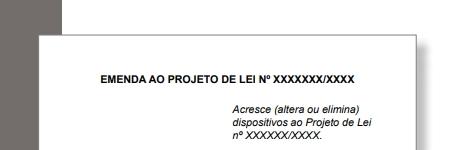 EMENDA AO PROJETO DE LEI Nº XXXXXXX/XXXX
Acresce (altera ou elimina)
dispositivos ao Projeto de Lei
nº XXXXXX/XXXX.